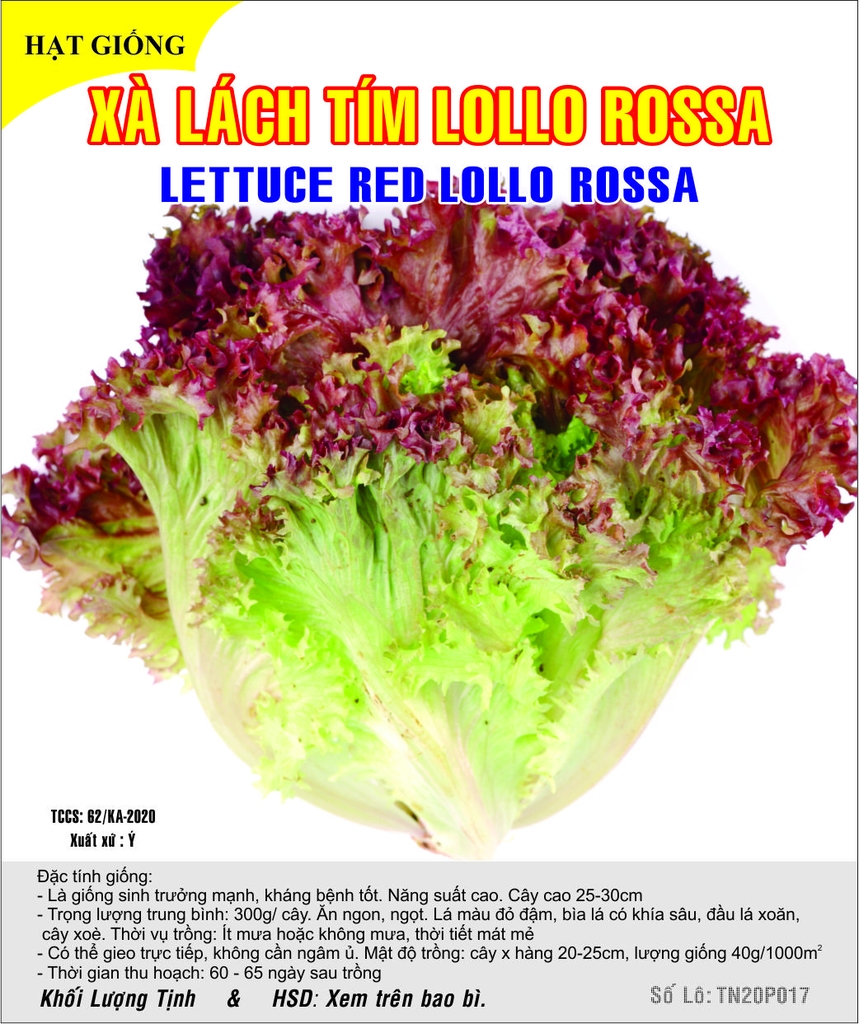 HẠT GIỐNG
XÀ LÁCH TÍM LOLLO ROSSA
LETTUCE RED LOLLO ROSSA
TCCS: 62/KA-2020
Xuất xứ : Ý
Đặc tính giống:
- Là giống sinh trưởng mạnh, kháng bệnh tốt. Năng suất cao. Cây cao 25-30cm
- Trọng lượng trung bình: 300g/ cây. Ăn ngon, ngọt. Lá màu đỏ đậm, bìa lá có khía sâu, đầu lá xoăn,
cây xoè. Thời vụ trồng: Ít mưa hoặc không mưa, thời tiết mát mẻ
- Có thể gieo trực tiếp, không cần ngâm ủ. Mật độ trồng: cây x hàng 20-25cm, lượng giống 40g/1000m²
- Thời gian thu hoạch: 60 - 65 ngày sau trồng
Khối Lượng Tịnh & HSD: Xem trên bao bì.
Số Lô: TN20P017